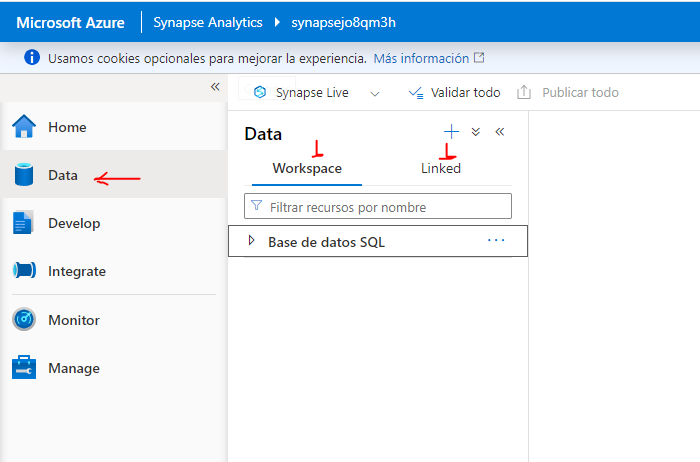 Microsoft Azure Synapse Analytics synapsejo8qm3h
Usamos cookies opcionales para mejorar la experiencia. Más información
Synapse Live Validar todo Publicar todo
Home
Data
Develop
Integrate
Monitor
Manage
Data
Workspace Linked
Filtrar recursos por nombre
Base de datos SQL